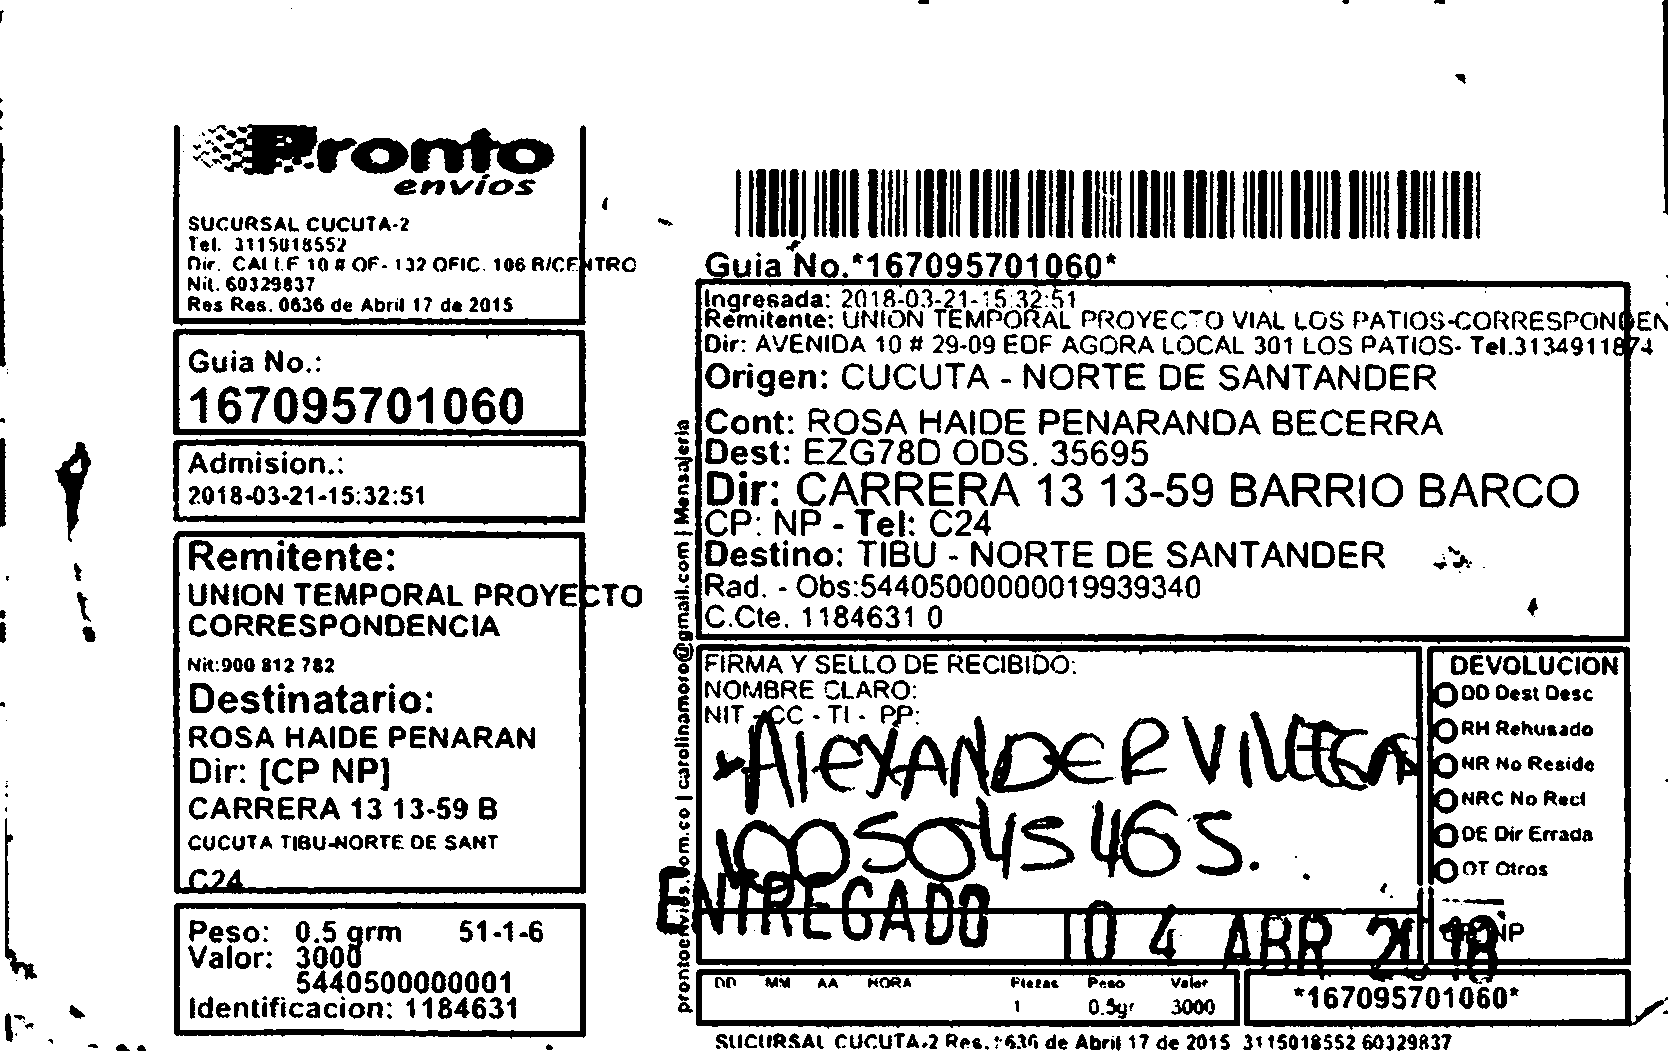 Pronto
envíos
SUCURSAL CUCUTA-2
Tel. 3115018552
Dir. CALLE 10 # OF- 132 OFIC. 106 B/CENTRO
Nit. 60329837
Res Res. 0636 de Abril 17 de 2015
Guia No.:
167095701060
Admision.:
2018-03-21-15:32:51
Remitente:
UNION TEMPORAL PROYECTO
CORRESPONDENCIA
Nit:900 812 782
Destinatario:
ROSA HAIDE PENARAN
Dir: [CP NP]
CARRERA 13 13-59 B
CUCUTA TIBU-NORTE DE SANT
C24
Peso: 0.5 grm 51-1-6
Valor: 3000
5440500000001
Identificacion: 1184631
prontoenvios.com.co | carolinamoro@gmail.com | Mensajeria
Guia No.*167095701060*
Ingresada: 2018-03-21-15:32:51
Remitente: UNION TEMPORAL PROYECTO VIAL LOS PATIOS-CORRESPONDEN
Dir: AVENIDA 10 # 29-09 EDF AGORA LOCAL 301 LOS PATIOS- Tel.3134911874
Origen: CUCUTA - NORTE DE SANTANDER
Cont: ROSA HAIDE PENARANDA BECERRA
Dest: EZG78D ODS. 35695
Dir: CARRERA 13 13-59 BARRIO BARCO
CP: NP - Tel: C24
Destino: TIBU - NORTE DE SANTANDER
Rad. - Obs:54405000000019939340
C.Cte. 1184631 0
FIRMA Y SELLO DE RECIBIDO:
NOMBRE CLARO:
NIT - CC - TI - PP:
AlexANDER VILLEGAS
1005045465.
ENTREGADO 04 ABR 2018
DEVOLUCION
DD Dest Desc
RH Rehusado
NR No Reside
NRC No Recl
DE Dir Errada
OT Otros
CP: NP
DD MM AA HORA Piezas Peso Valor
1 0.5gr 3000
*167095701060*
SUCURSAL CUCUTA-2 Res. 0636 de Abril 17 de 2015 3115018552 60329837